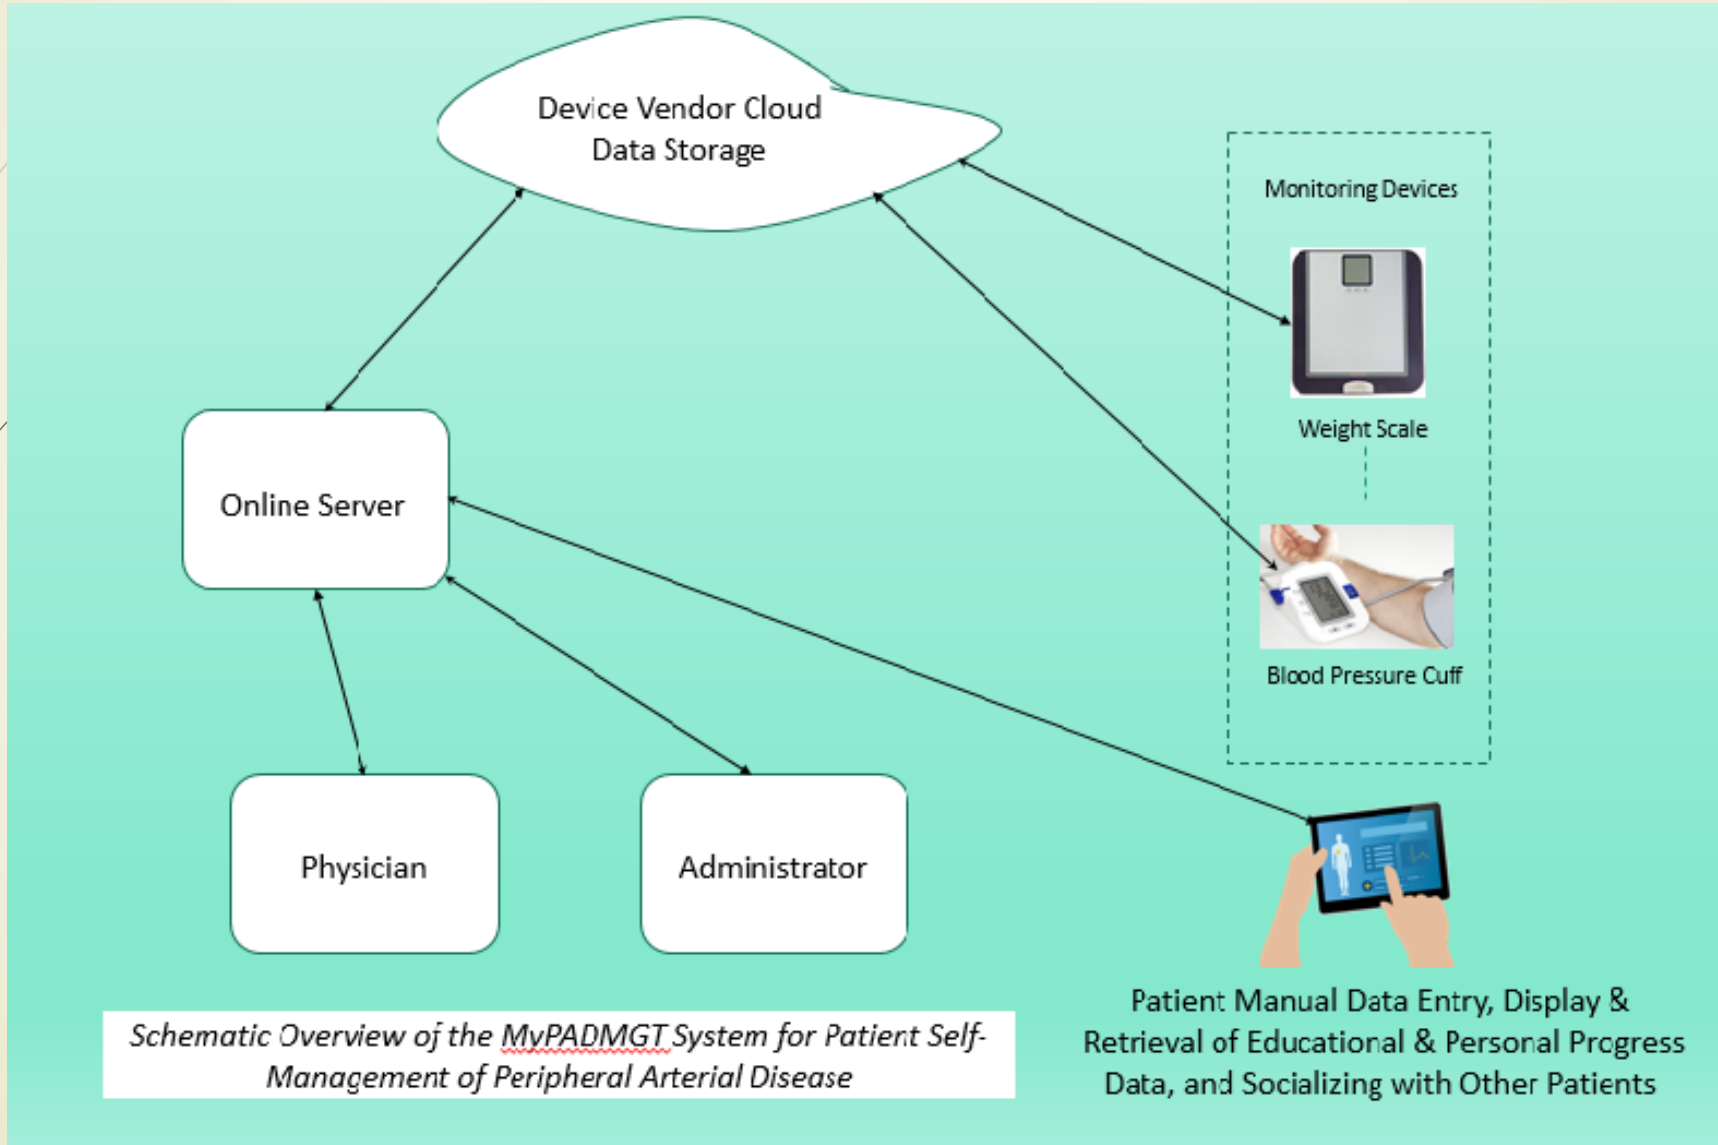 Device Vendor Cloud
Data Storage
Monitoring Devices
Weight Scale
Online Server
Blood Pressure Cuff
Physician
Administrator
Patient Manual Data Entry, Display &
Retrieval of Educational & Personal Progress
Data, and Socializing with Other Patients
Schematic Overview of the MyPADMGT System for Patient Self-
Management of Peripheral Arterial Disease